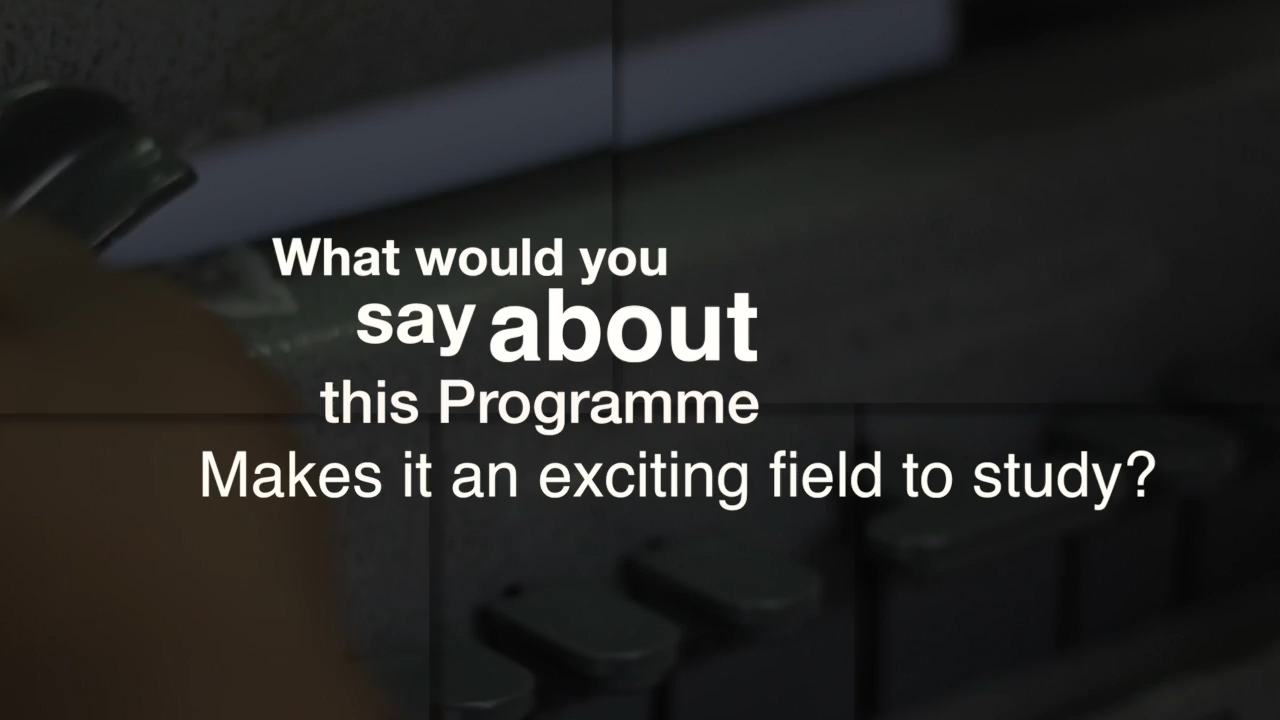 What would you
say about
this Programme
Makes it an exciting field to study?